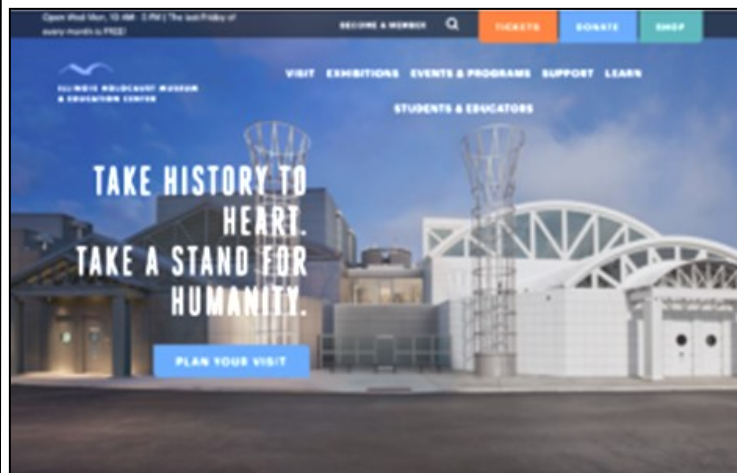 Open Wed-Mon, 10 AM - 5 PM | The last Friday of
every month is FREE!
BECOME A MEMBER
TICKETS
DONATE
SHOP
ILLINOIS HOLOCAUST MUSEUM
& EDUCATION CENTER
VISIT EXHIBITIONS EVENTS & PROGRAMS SUPPORT LEARN
STUDENTS & EDUCATORS
TAKE HISTORY TO
HEART.
TAKE A STAND FOR
HUMANITY.
PLAN YOUR VISIT